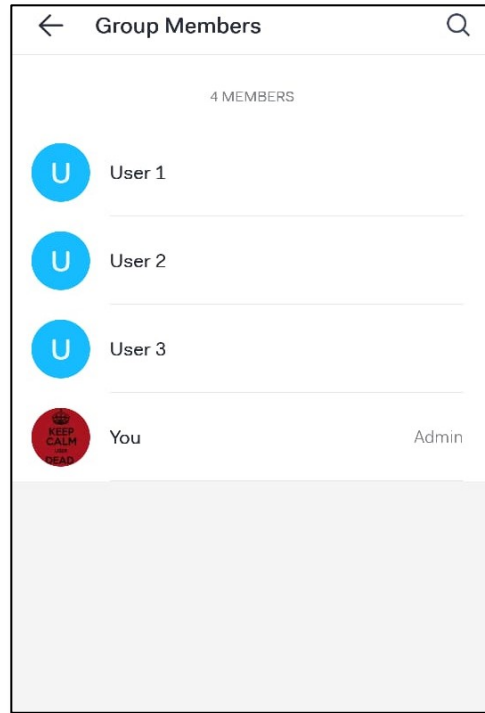 Group Members
4 MEMBERS
U
User 1
U
User 2
U
User 3
KEEP
CALM
DEAD
You
Admin